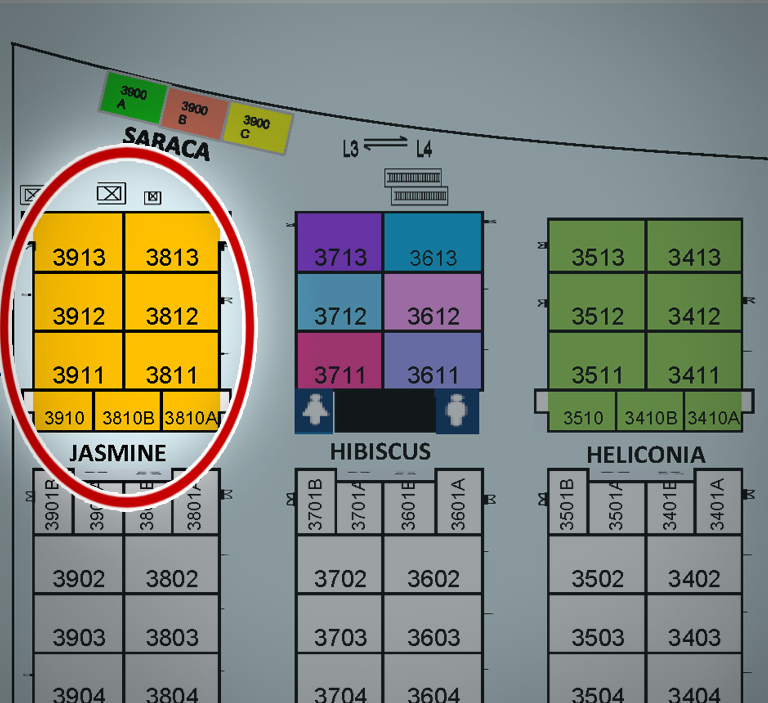 3900 A
3900 B
3900 C
SARACA
L3 L4
3913 3813
3912 3812
3911 3811
3910 3810B 3810A
JASMINE
3713 3613
3712 3612
3711 3611
HIBISCUS
3513 3413
3512 3412
3511 3411
3510 3410B 3410A
HELICONIA
3901B 3801A
3902 3802
3903 3803
3904 3804
3701B 3701A 3601B 3601A
3702 3602
3703 3603
3704 3604
3501B 3501A 3401B 3401A
3502 3402
3503 3403
3504 3404